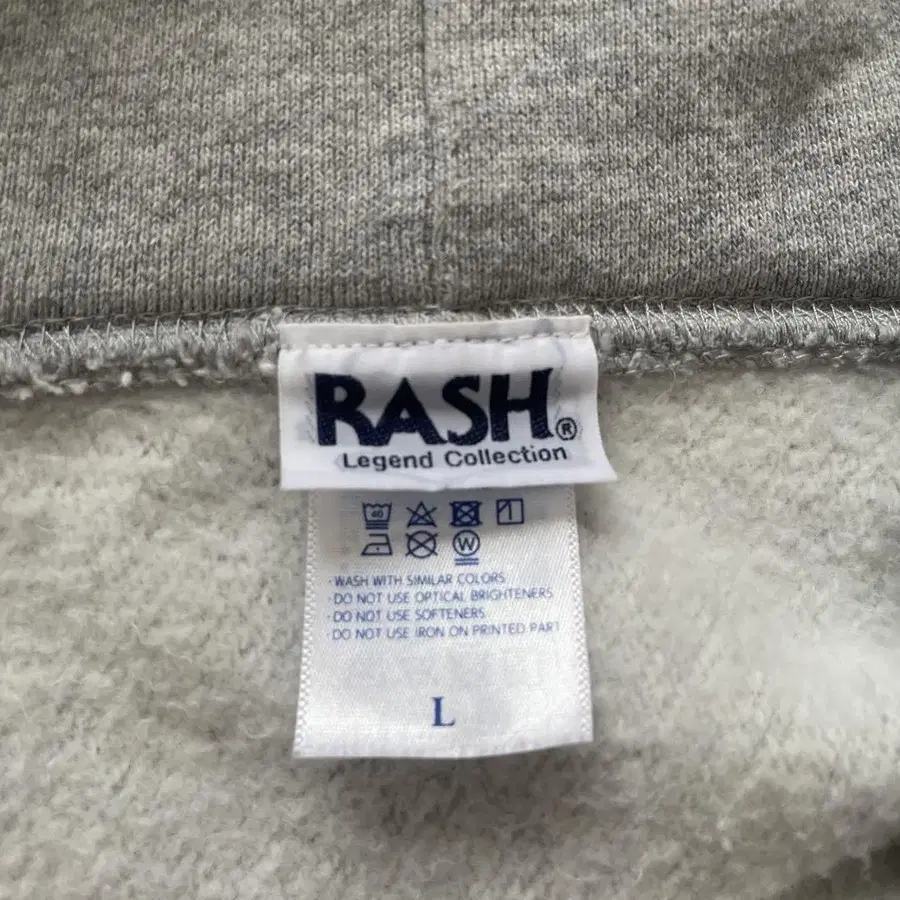 RASH®
Legend Collection
40
W
· WASH WITH SIMILAR COLORS
· DO NOT USE OPTICAL BRIGHTENERS
· DO NOT USE SOFTENERS
· DO NOT USE IRON ON PRINTED PART
L